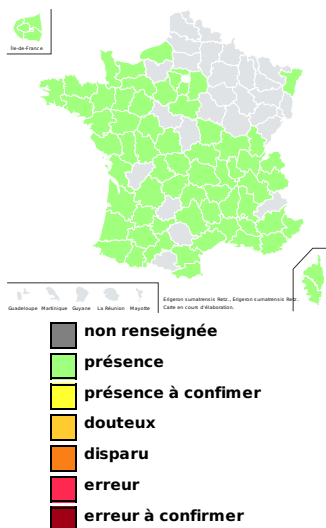 Île-de-France
Guadeloupe Martinique Guyane La Réunion Mayotte
Erigeron sumatrensis Retz., Erigeron sumatrensis Retz.
Carte en cours d'élaboration.
non renseignée
présence
présence à confimer
douteux
disparu
erreur
erreur à confirmer